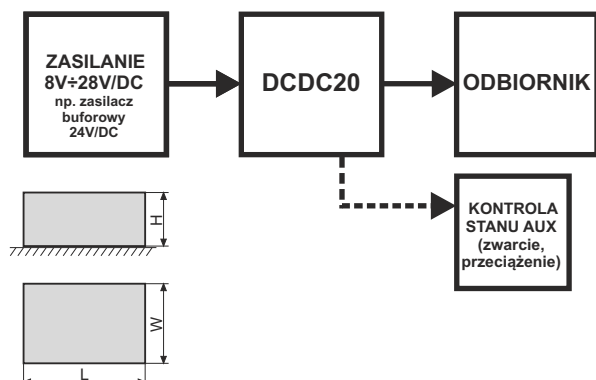 ZASILANIE
8V÷28V/DC
np. zasilacz
buforowy
24V/DC
DCDC20
ODBIORNIK
KONTROLA
STANU AUX
(zwarcie,
przeciążenie)
H
W
L